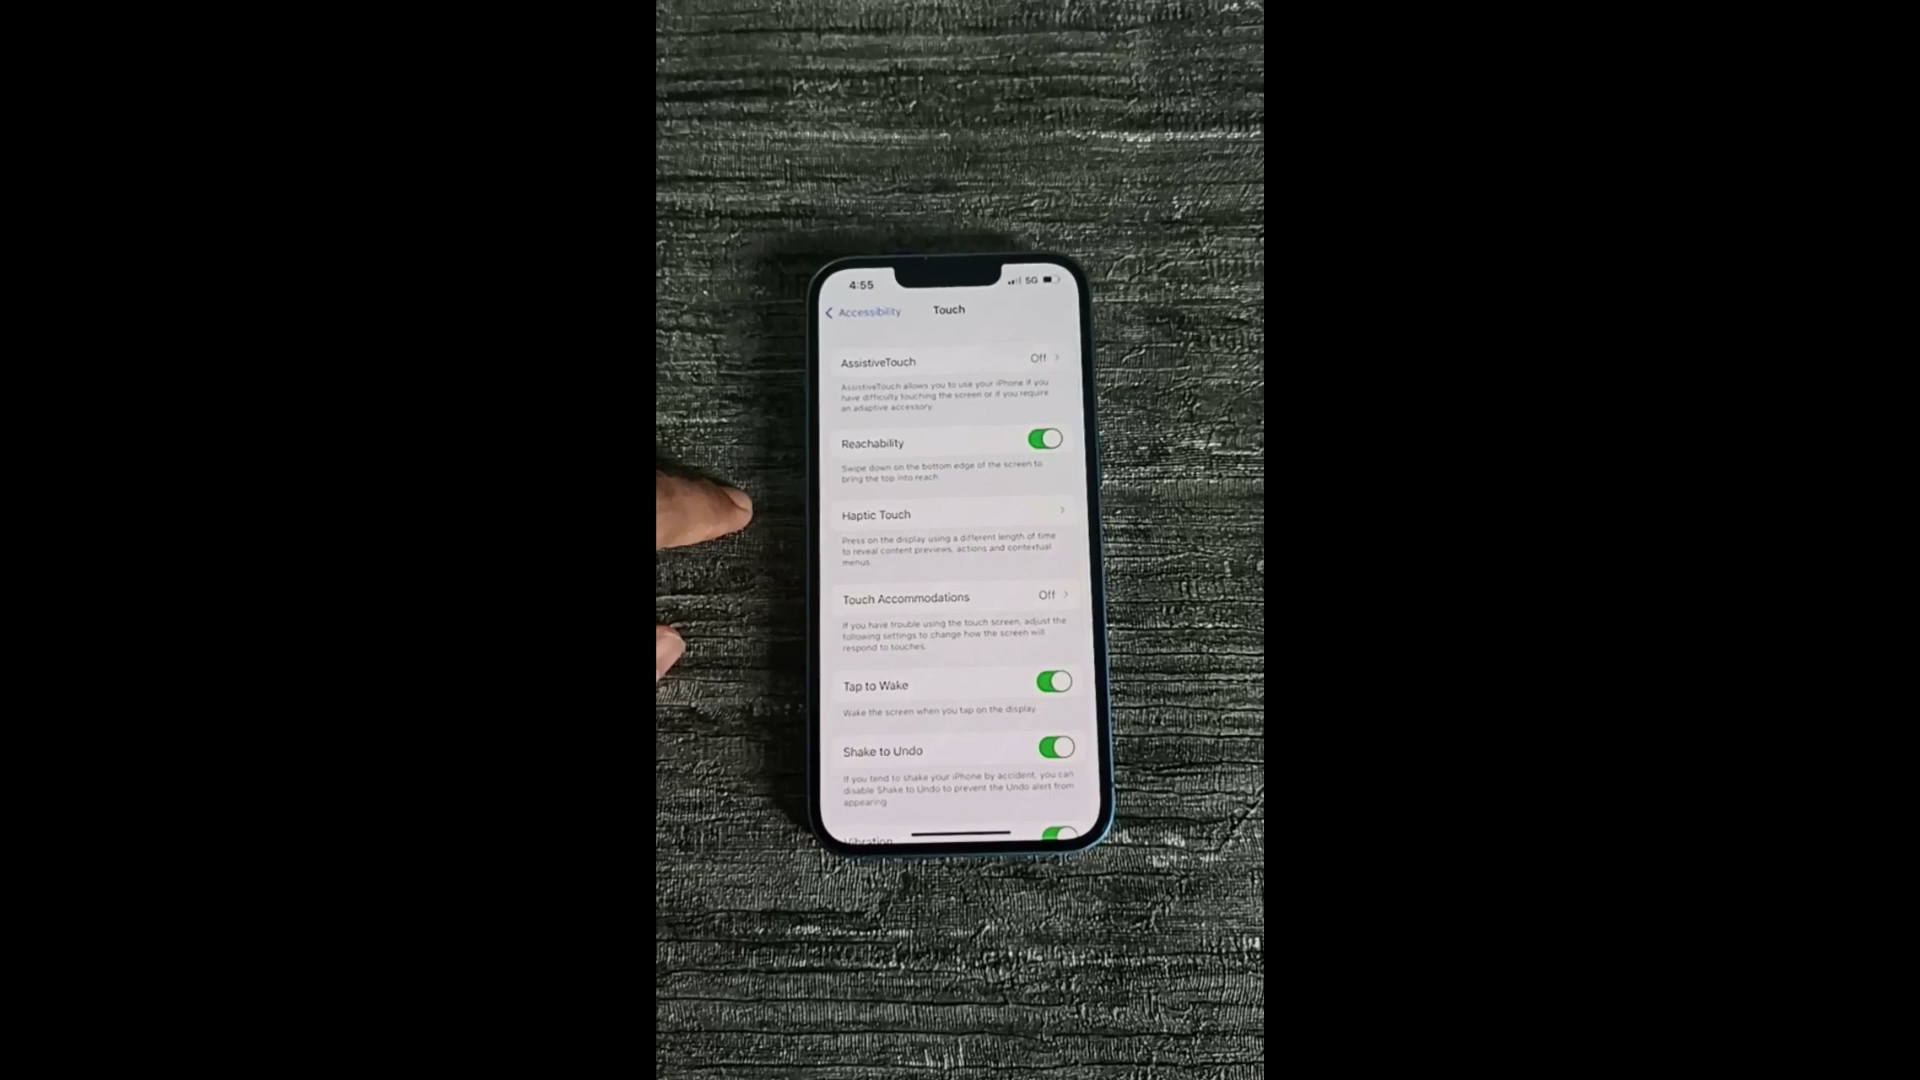 4:55
5G
Accessibility
Touch
AssistiveTouch
Off
AssistiveTouch allows you to use your iPhone if you
have difficulty touching the screen or if you require
an adaptive accessory
Reachability
Swipe down on the bottom edge of the screen to
bring the top into reach
Haptic Touch
Press on the display using a different length of time
to reveal content previews, actions and contextual
menus
Touch Accommodations
Off
If you have trouble using the touch screen, adjust the
following settings to change how the screen will
respond to touches.
Tap to Wake
Wake the screen when you tap on the display
Shake to Undo
If you tend to shake your iPhone by accident, you can
disable Shake to Undo to prevent the Undo alert from
appearing
Vibration